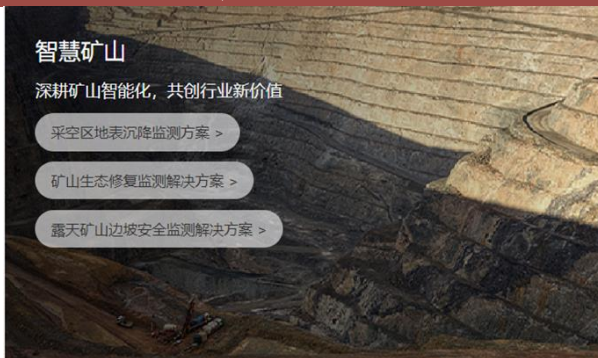 智慧矿山
深耕矿山智能化，共创行业新价值
采空区地表沉降监测方案 >
矿山生态修复监测解决方案 >
露天矿山边坡安全监测解决方案 >